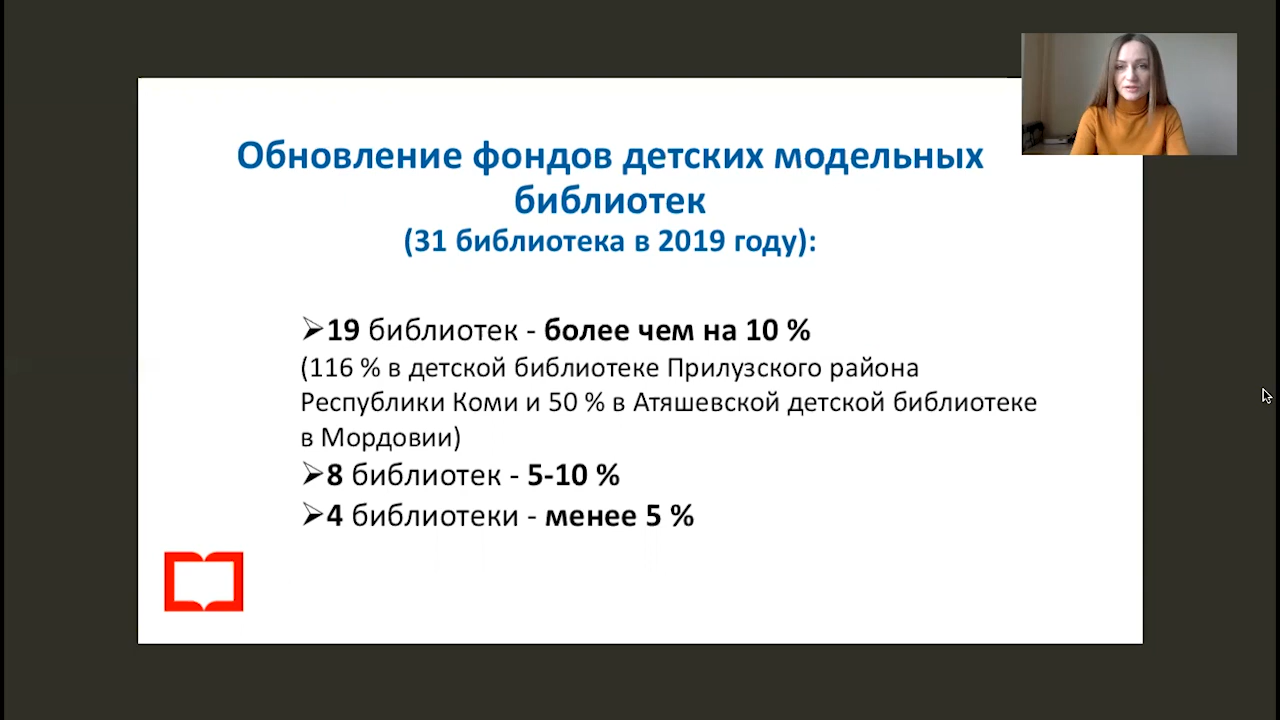 Обновление фондов детских модельных
библиотек
(31 библиотека в 2019 году):
➢19 библиотек - более чем на 10 %
(116 % в детской библиотеке Прилузского района
Республики Коми и 50 % в Атяшевской детской библиотеке
в Мордовии)
➢8 библиотек - 5-10 %
➢4 библиотеки - менее 5 %